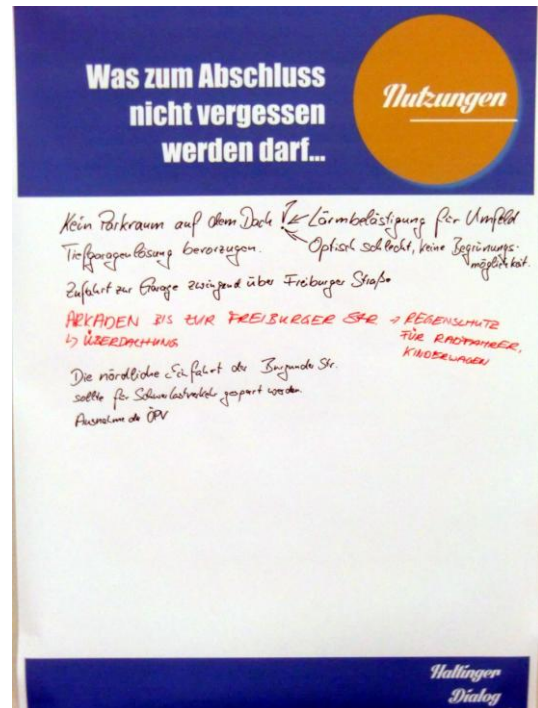 Was zum Abschluss
nicht vergessen
werden darf...
Nutzungen
Kein Parkraum auf dem Dach! Lärmbelästigung für Umfeld
Tiefgaragenlösung bevorzugen. Optisch schlecht, keine Begrünungs-
möglichkeit.
Zufahrt zur Garage zwingend über Freiburger Straße
ARKADEN BIS ZUR FREIBURGER STR → REGENSCHUTZ
↳ ÜBERDACHUNG FÜR RADFAHRER,
KINDERWAGEN
Die nördliche Einfahrt der Burgunder Str.
sollte für Schwerlastverkehr gesperrt werden.
Ausnahme der ÖPV
Haltinger
Dialog